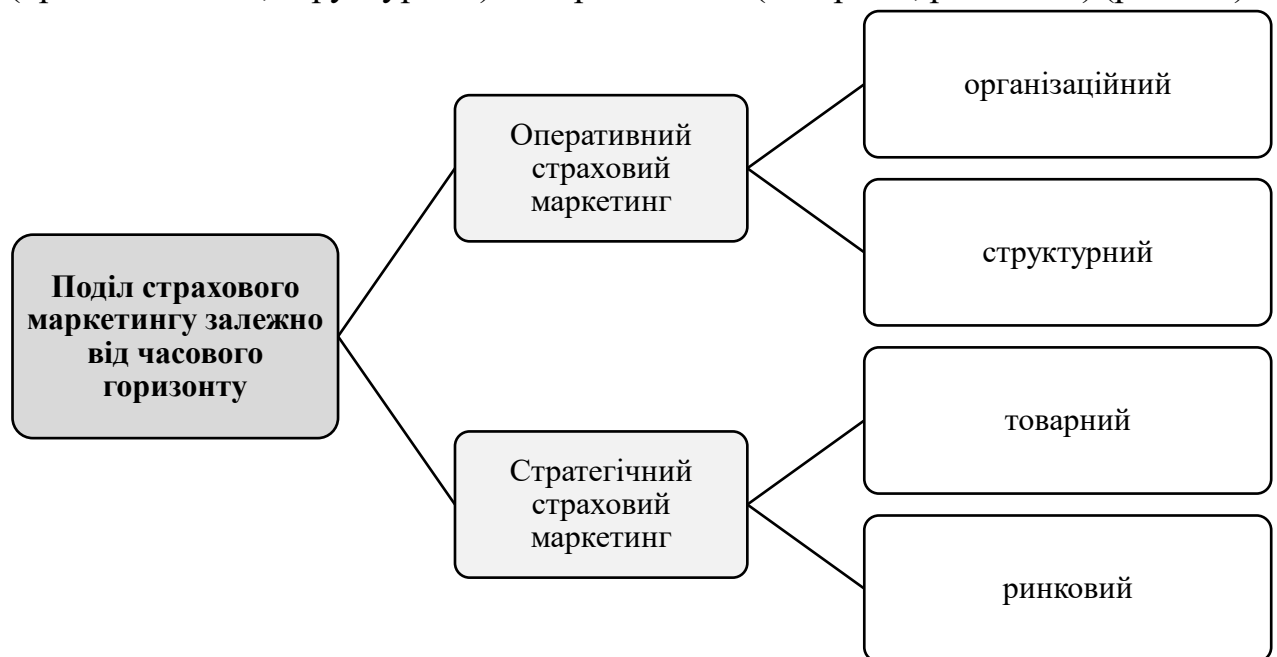 Поділ страхового
маркетингу залежно
від часового
горизонту
Оперативний
страховий
маркетинг
Стратегічний
страховий
маркетинг
організаційний
структурний
товарний
ринковий